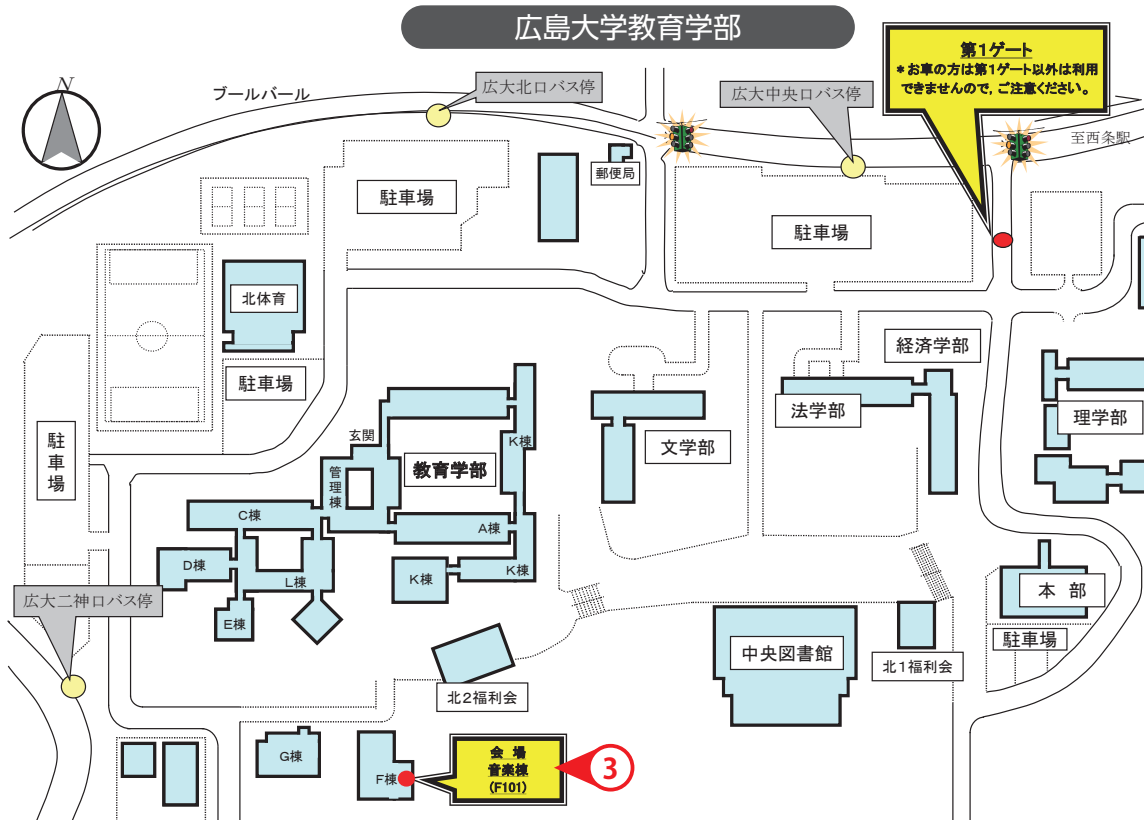 広島大学教育学部
第1ゲート
*お車の方は第1ゲート以外は利用
できませんので,ご注意ください。
N
ブールバール
広大北口バス停
広大中央口バス停
至西条駅
郵便局
駐車場
駐車場
北体育
駐車場
経済学部
法学部
理学部
文学部
駐車場
玄関
K棟
管理棟
教育学部
C棟
A棟
D棟
L棟
K棟
K棟
E棟
広大二神口バス停
本 部
駐車場
中央図書館
北1福利会
北2福利会
G棟
F棟
会 場
音楽棟
(F101)
3